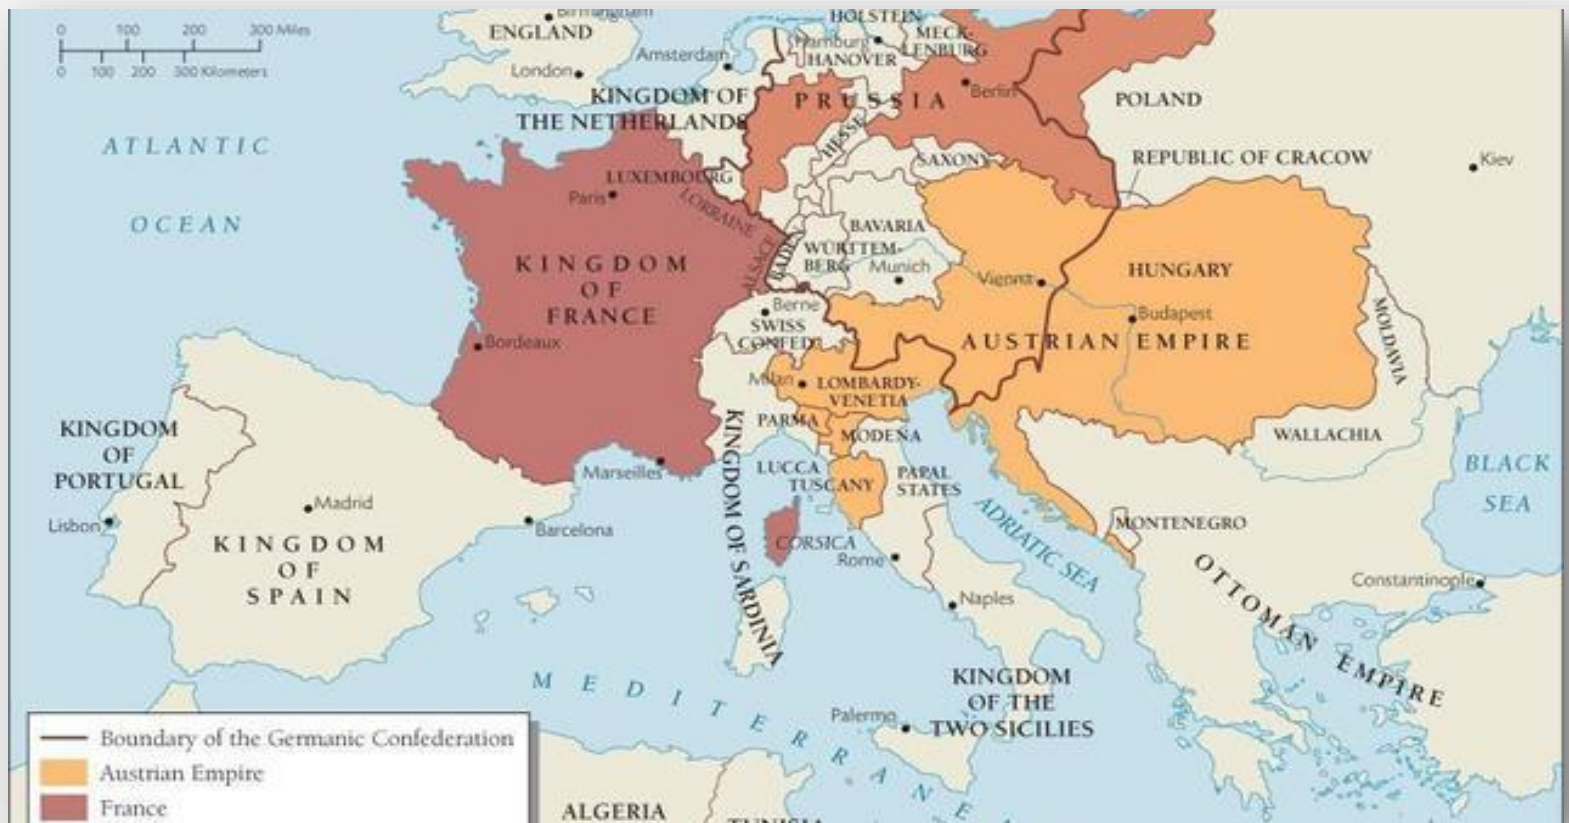 0 100 200 300 Miles
0 100 200 300 Kilometers
Birmingham
ENGLAND
London
Amsterdam
HOLSTEIN
Hamburg
MECK-
LENBURG
HANOVER
KINGDOM OF
THE NETHERLANDS
PRUSSIA
Berlin
POLAND
HESSE
SAXONY
REPUBLIC OF CRACOW
Kiev
ATLANTIC
OCEAN
LUXEMBOURG
Paris
LORRAINE
ALSACE
BADEN
BAVARIA
WÜRTTEM-
BERG
Munich
Vienna
HUNGARY
Budapest
KINGDOM
OF
FRANCE
Bordeaux
Berne
SWISS
CONFED.
AUSTRIAN EMPIRE
MOLDAVIA
Milan
LOMBARDY-
VENETIA
PARMA
MODENA
WALLACHIA
KINGDOM
OF
PORTUGAL
Lisbon
Madrid
KINGDOM
OF
SPAIN
Barcelona
Marseilles
LUCCA
TUSCANY
PAPAL
STATES
KINGDOM OF SARDINIA
CORSICA
Rome
ADRIATIC SEA
MONTENEGRO
BLACK
SEA
OTTOMAN EMPIRE
Constantinople
Naples
KINGDOM
OF THE
TWO SICILIES
Palermo
MEDITERRANEA
Boundary of the Germanic Confederation
Austrian Empire
France
ALGERIA
TUNISIA